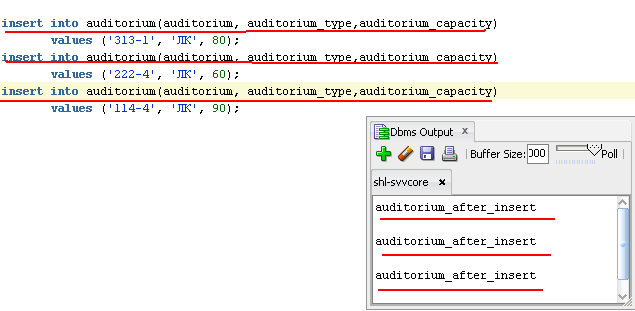 insert into auditorium(auditorium, auditorium_type,auditorium_capacity)
values ('313-1', 'ЛК', 80);
insert into auditorium(auditorium, auditorium_type,auditorium_capacity)
values ('222-4', 'ЛК', 60);
insert into auditorium(auditorium, auditorium_type,auditorium_capacity)
values ('114-4', 'ЛК', 90);
Dbms Output x
Buffer Size: 000 Poll
shl-svvcore x
auditorium_after_insert
auditorium_after_insert
auditorium_after_insert